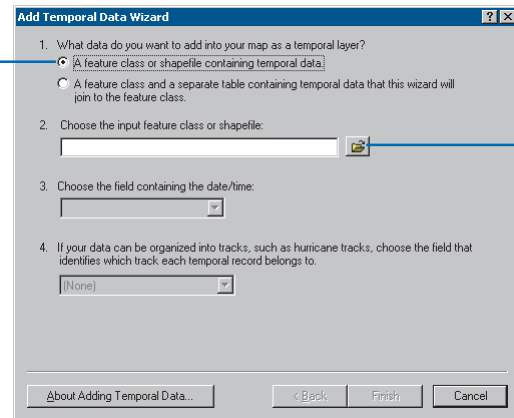 Add Temporal Data Wizard
1. What data do you want to add into your map as a temporal layer?
A feature class or shapefile containing temporal data.
A feature class and a separate table containing temporal data that this wizard will
join to the feature class.
2. Choose the input feature class or shapefile:
3. Choose the field containing the date/time:
4. If your data can be organized into tracks, such as hurricane tracks, choose the field that
identifies which track each temporal record belongs to.
(None)
About Adding Temporal Data... < Back Finish Cancel